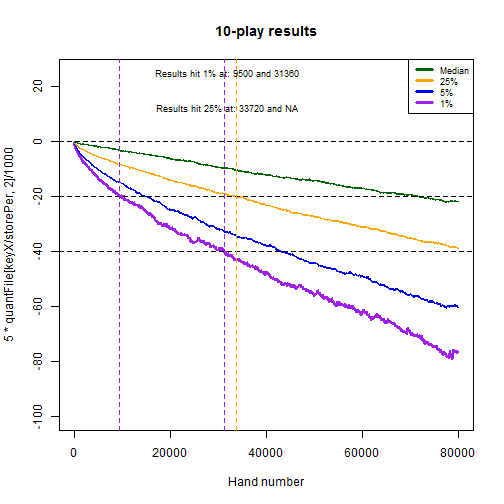 10-play results
Results hit 1% at: 9500 and 31360
Results hit 25% at: 33720 and NA
Median
25%
5%
1%
5 * quantFile[keyX/storePer, 2]/1000
20
0
-20
-40
-60
-80
-100
0
20000
40000
60000
80000
Hand number